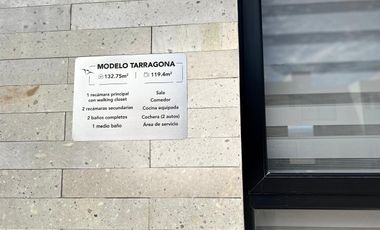 MODELO TARRAGONA
132.75m² 119.4m²
1 recámara principal
con walking closet
2 recámaras secundarias
2 baños completos
1 medio baño
Sala
Comedor
Cocina equipada
Cochera (2 autos)
Área de servicio